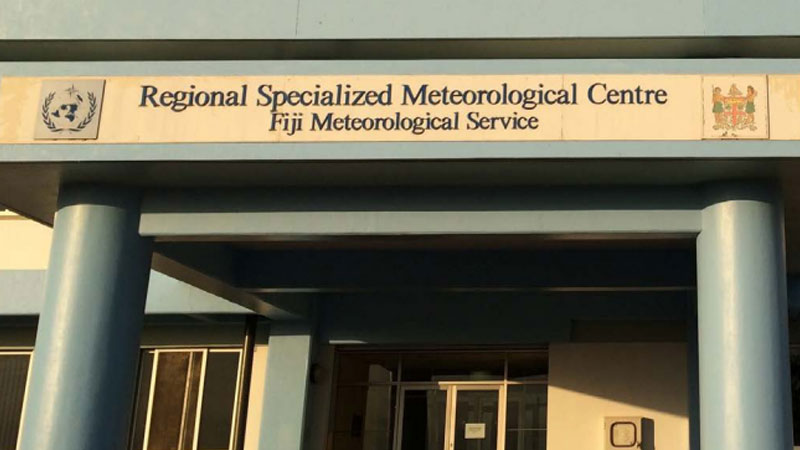 Regional Specialized Meteorological Centre
Fiji Meteorological Service